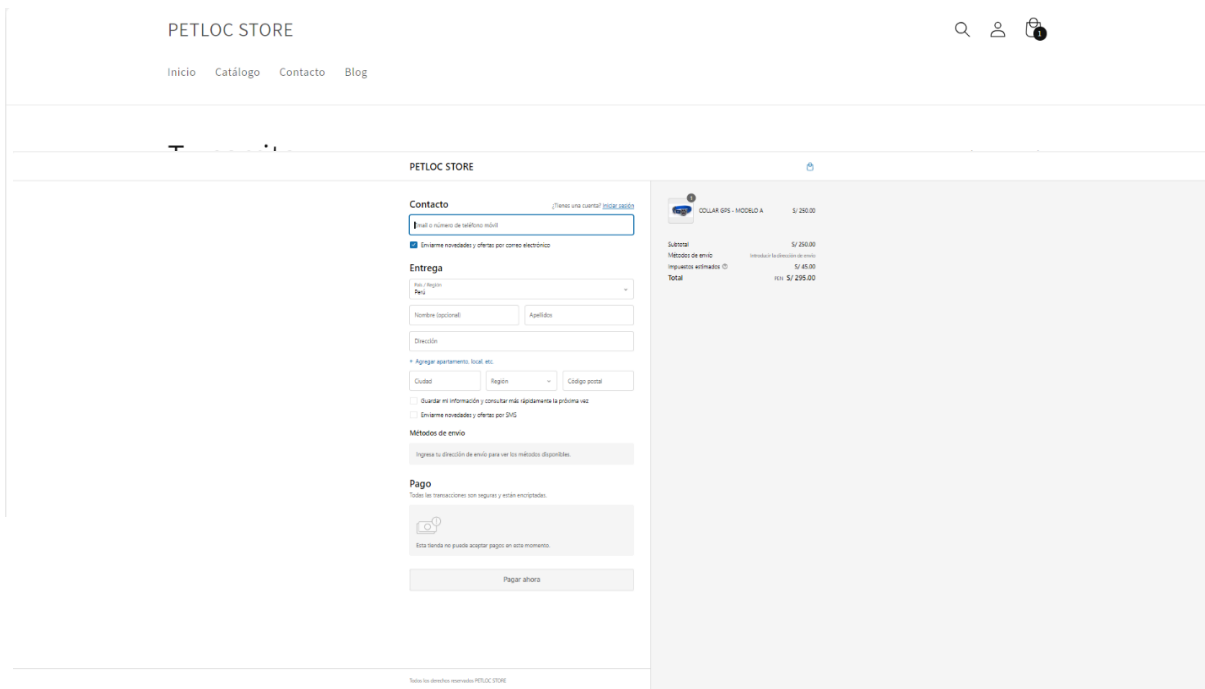 PETLOC STORE
1
Inicio Catálogo Contacto Blog
PETLOC STORE
Contacto ¿Tienes una cuenta? Iniciar sesión
Email o número de teléfono móvil
Enviarme novedades y ofertas por correo electrónico
Entrega
País / Región
Perú
Nombre (opcional) Apellidos
Dirección
+ Agregar apartamento, local, etc.
Ciudad Región Código postal
Guardar mi información y consultar más rápidamente la próxima vez
Enviarme novedades y ofertas por SMS
Métodos de envío
Ingresa tu dirección de envío para ver los métodos disponibles.
Pago
Todas las transacciones son seguras y están encriptadas.
Esta tienda no puede aceptar pagos en este momento.
Pagar ahora
Todos los derechos reservados PETLOC STORE
1
COLLAR GPS - MODELO A S/ 250.00
Subtotal S/ 250.00
Métodos de envío Introducir la dirección de envío
Impuestos estimados S/ 45.00
Total PEN S/ 295.00